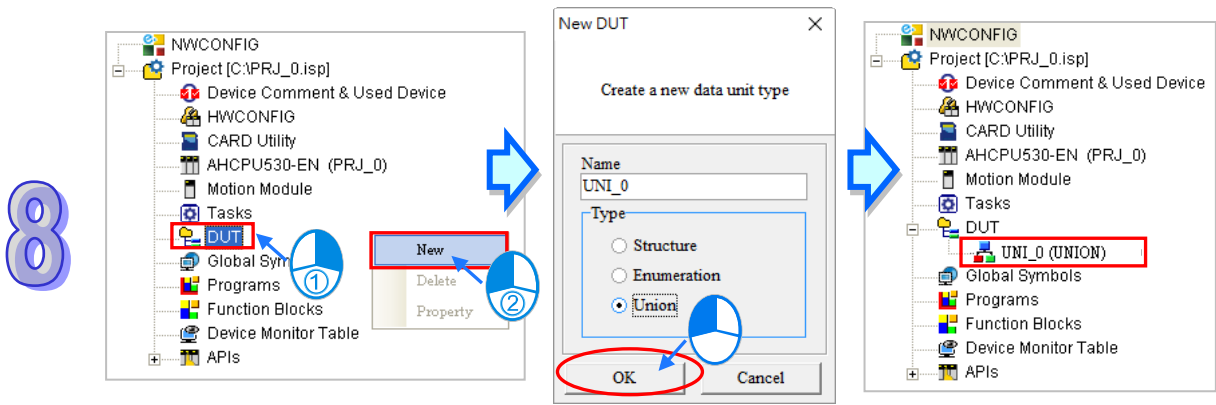 8
NWCONFIG
Project [C:\PRJ_0.isp]
Device Comment & Used Device
HWCONFIG
CARD Utility
AHCPU530-EN (PRJ_0)
Motion Module
Tasks
DUT
Global Sym
Programs
Function Blocks
Device Monitor Table
APIs
①
New
Delete
Property
②
New DUT
Create a new data unit type
Name
UNI_0
Type
Structure
Enumeration
Union
OK
Cancel
NWCONFIG
Project [C:\PRJ_0.isp]
Device Comment & Used Device
HWCONFIG
CARD Utility
AHCPU530-EN (PRJ_0)
Motion Module
Tasks
DUT
UNI_0 (UNION)
Global Symbols
Programs
Function Blocks
Device Monitor Table
APIs